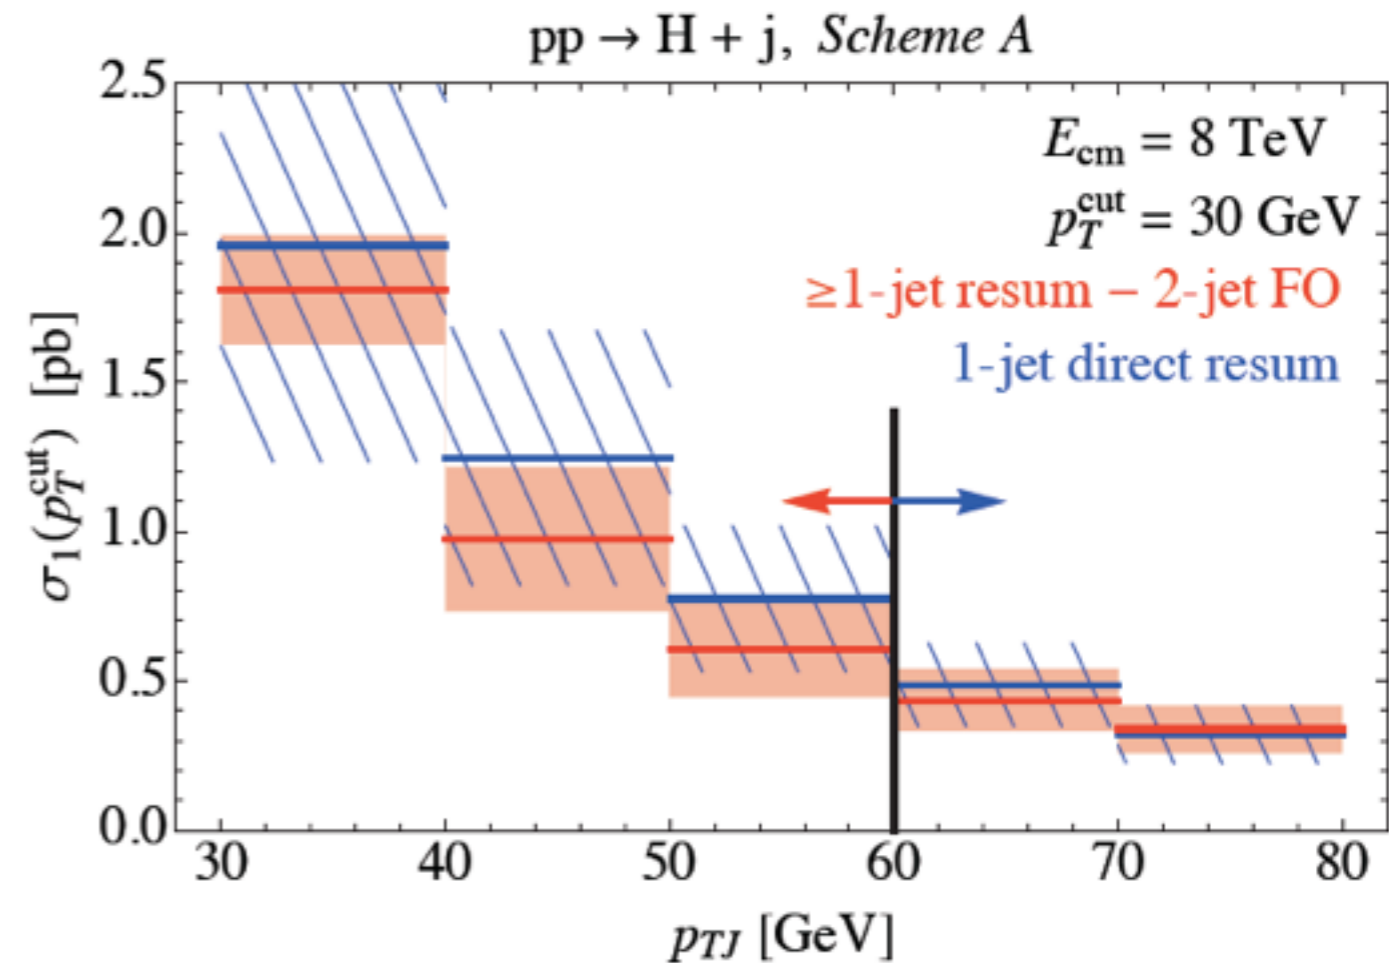 pp → H + j, Scheme A
E_cm = 8 TeV
p_T^cut = 30 GeV
≥1-jet resum − 2-jet FO
1-jet direct resum
σ_1(p_T^cut) [pb]
2.5
2.0
1.5
1.0
0.5
0.0
30 40 50 60 70 80
p_TJ [GeV]